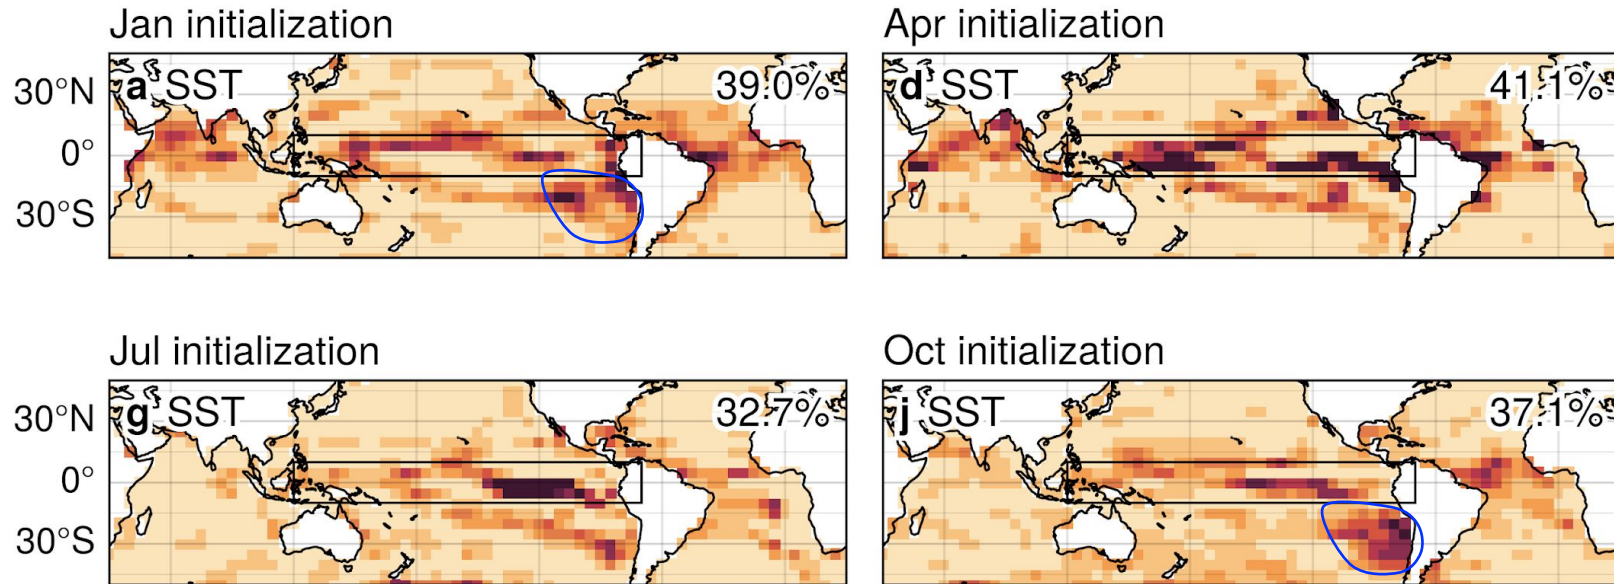 Jan initialization
Apr initialization
30°N
0°
30°S
a SST
39.0%
d SST
41.1%
Jul initialization
Oct initialization
30°N
0°
30°S
g SST
32.7%
j SST
37.1%